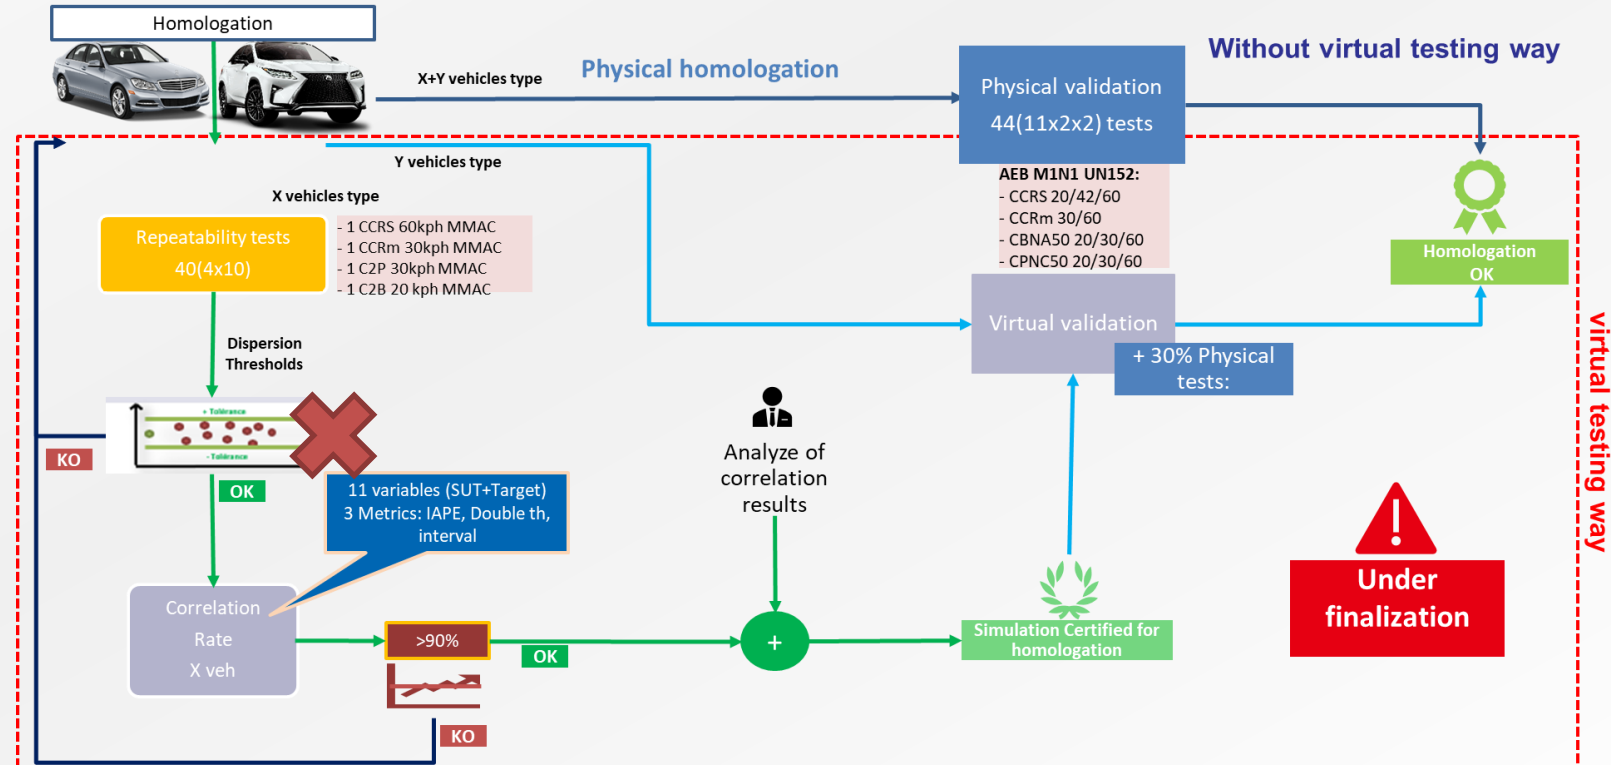 Homologation
Without virtual testing way
Physical homologation
X+Y vehicles type
Physical validation
44(11x2x2) tests
Y vehicles type
AEB M1N1 UN152:
- CCRS 20/42/60
- CCRm 30/60
- CBNA50 20/30/60
- CPNC50 20/30/60
X vehicles type
Repeatability tests
40(4x10)
- 1 CCRS 60kph MMAC
- 1 CCRm 30kph MMAC
- 1 C2P 30kph MMAC
- 1 C2B 20 kph MMAC
Homologation
OK
Virtual validation
+ 30% Physical
tests:
virtual testing way
Dispersion
Thresholds
+ Tolérance
- Tolérance
KO
OK
11 variables (SUT+Target)
3 Metrics: IAPE, Double th,
interval
Analyze of
correlation
results
Under
finalization
Correlation
Rate
X veh
>90%
OK
+
Simulation Certified for
homologation
KO